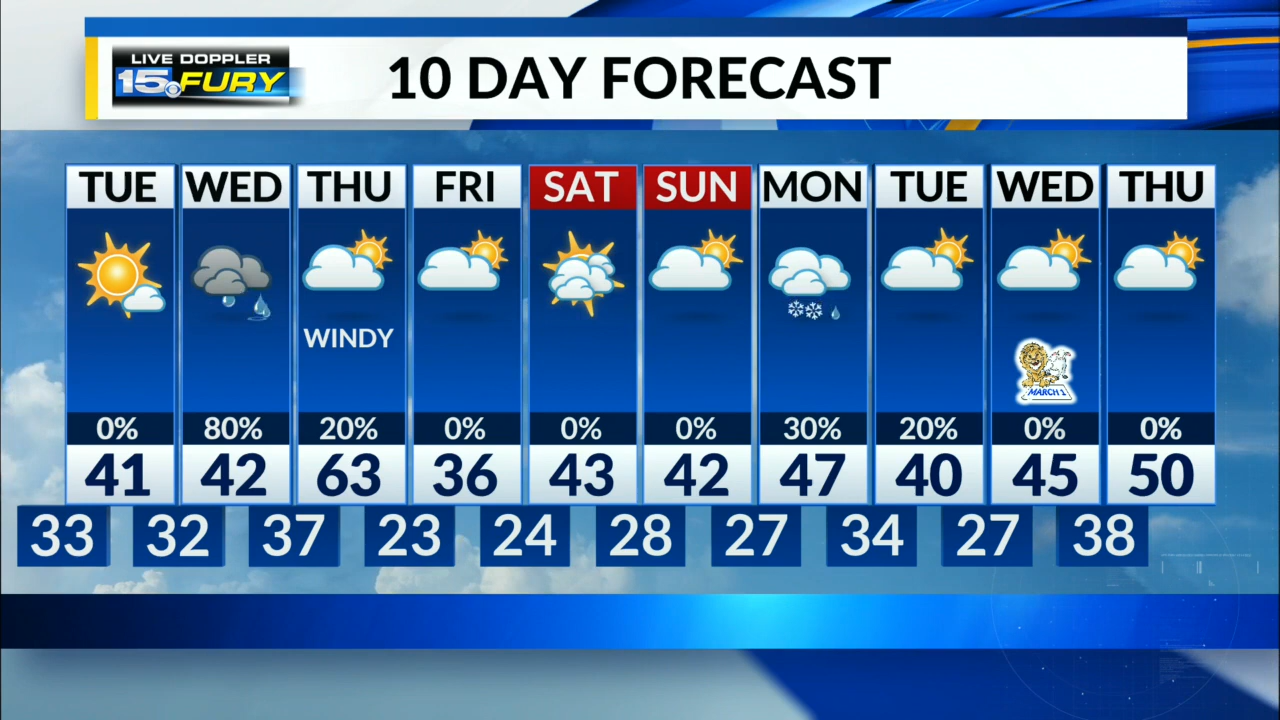 LIVE DOPPLER
15 FURY
10 DAY FORECAST
TUE WED THU FRI SAT SUN MON TUE WED THU
WINDY
MARCH 1
0% 80% 20% 0% 0% 0% 30% 20% 0% 0%
41 42 63 36 43 42 47 40 45 50
33 32 37 23 24 28 27 34 27 38